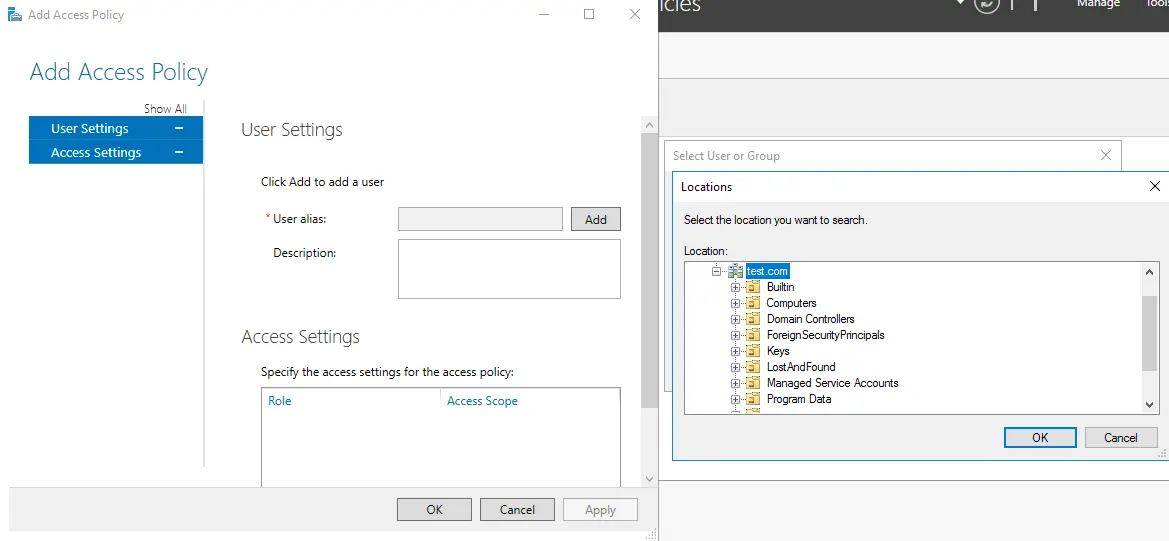 Add Access Policy
Add Access Policy
Show All
User Settings
Access Settings
User Settings
Click Add to add a user
* User alias:
Add
Description:
Access Settings
Specify the access settings for the access policy:
Role
Access Scope
OK
Cancel
Apply
Manage
Select User or Group
Locations
Select the location you want to search.
Location:
test.com
Builtin
Computers
Domain Controllers
ForeignSecurityPrincipals
Keys
LostAndFound
Managed Service Accounts
Program Data
OK
Cancel